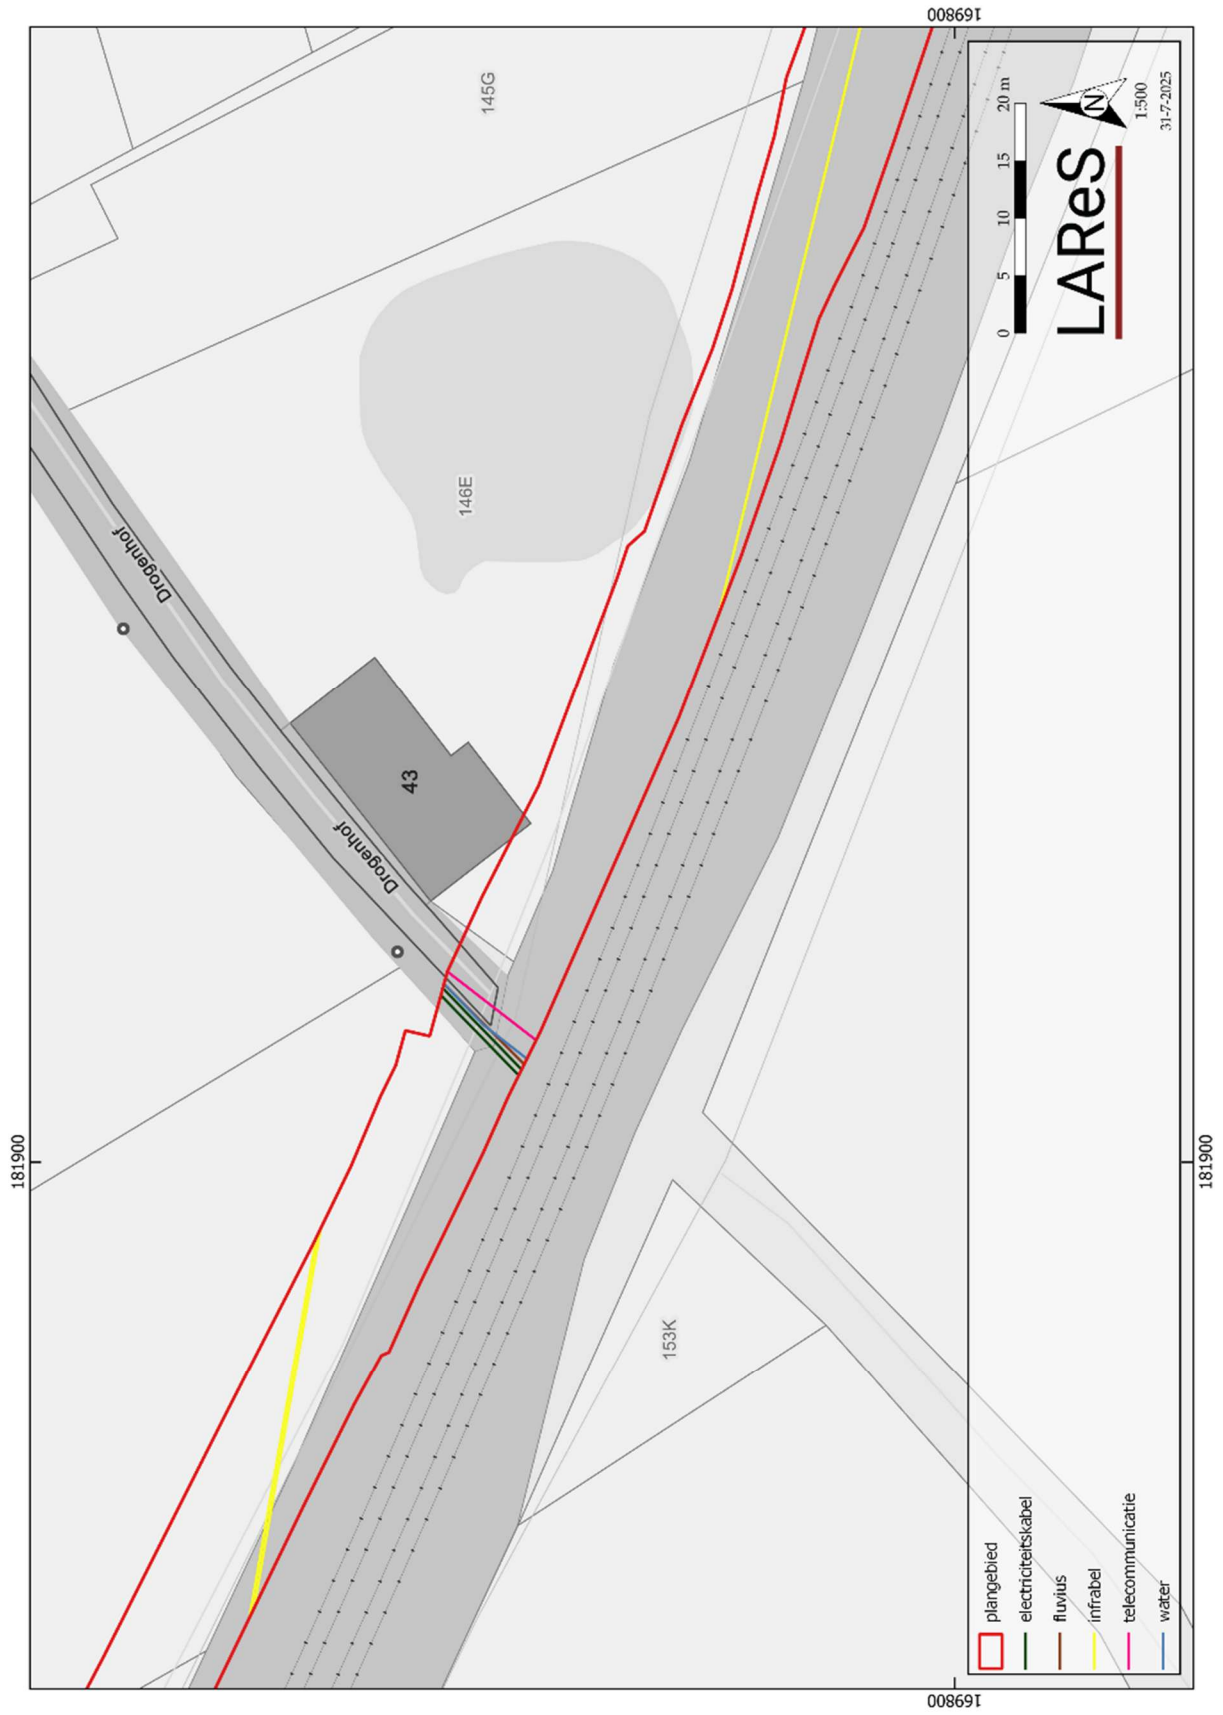 181900
169800
145G
146E
Drogenhof
43
Drogenhof
153K
plangebied
electriciteitskabel
fluvius
infrabel
telecommunicatie
water
0 5 10 15 20 m
LAReS
N
1:500
31-7-2025
169800
181900